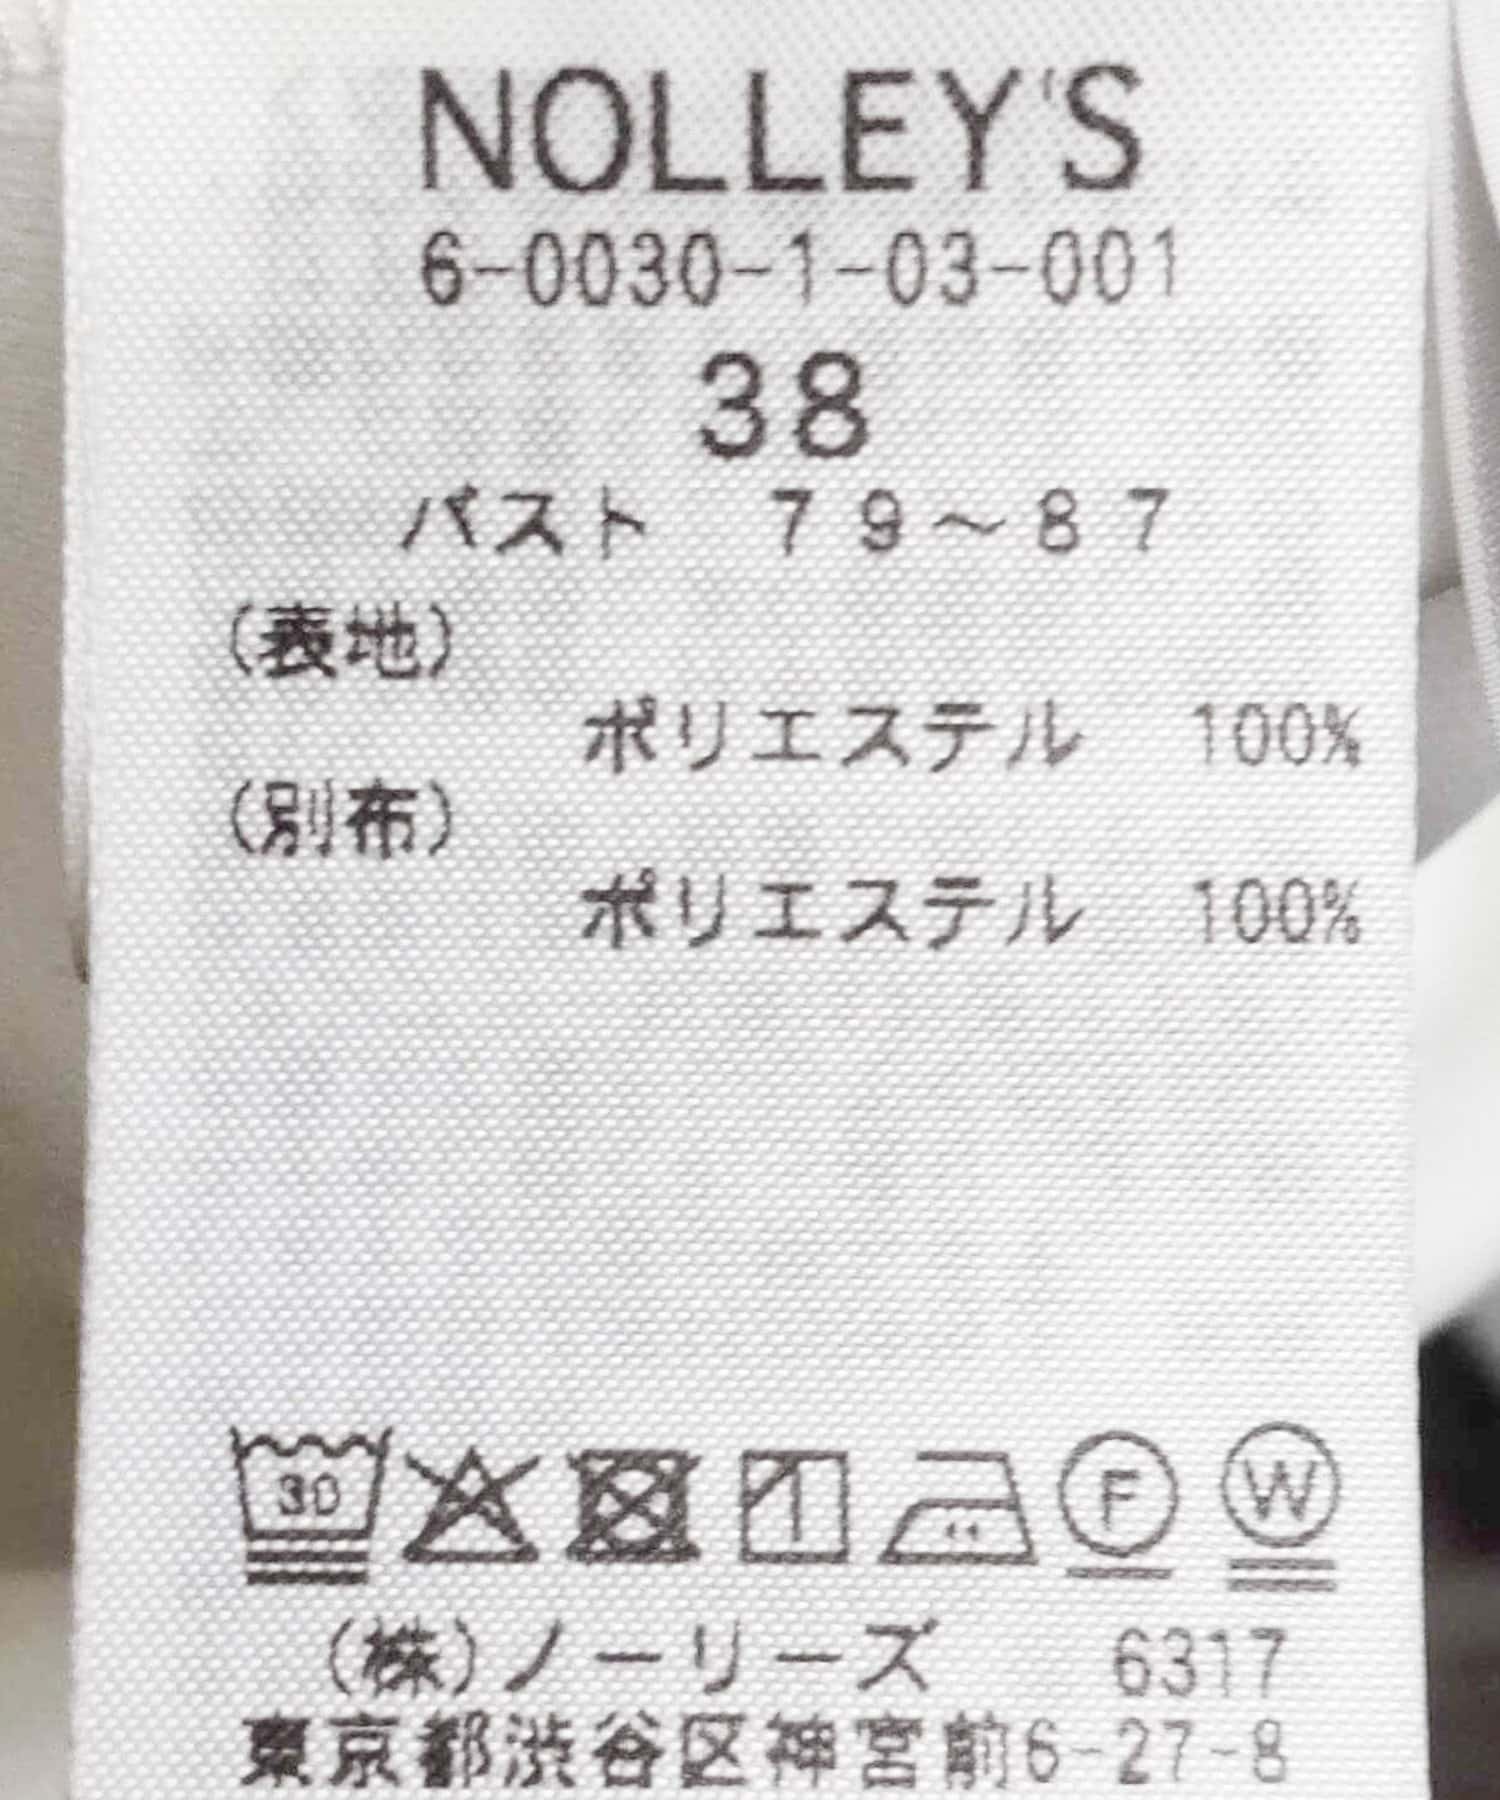 NOLLEY'S
6-0030-1-03-001
38
バスト 79～87
(表地)
ポリエステル 100%
(別布)
ポリエステル 100%
30 F W
(株)ノーリーズ 6317
東京都渋谷区神宮前6-27-8